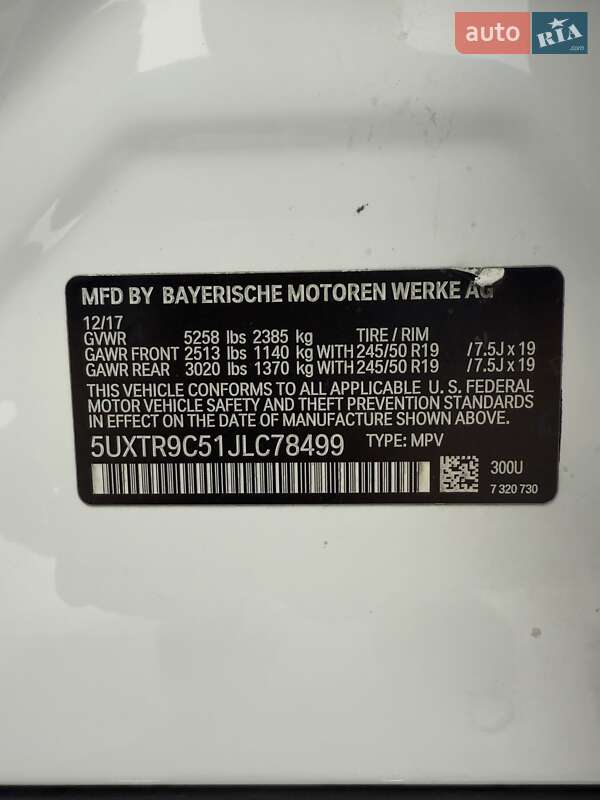 auto RIA .com
MFD BY BAYERISCHE MOTOREN WERKE AG
12/17
GVWR 5258 lbs 2385 kg TIRE / RIM
GAWR FRONT 2513 lbs 1140 kg WITH 245/50 R19 / 7.5J x 19
GAWR REAR 3020 lbs 1370 kg WITH 245/50 R19 / 7.5J x 19
THIS VEHICLE CONFORMS TO ALL APPLICABLE U. S. FEDERAL
MOTOR VEHICLE SAFETY AND THEFT PREVENTION STANDARDS
IN EFFECT ON THE DATE OF MANUFACTURE SHOWN ABOVE.
5UXTR9C51JLC78499 TYPE: MPV
300U
7 320 730